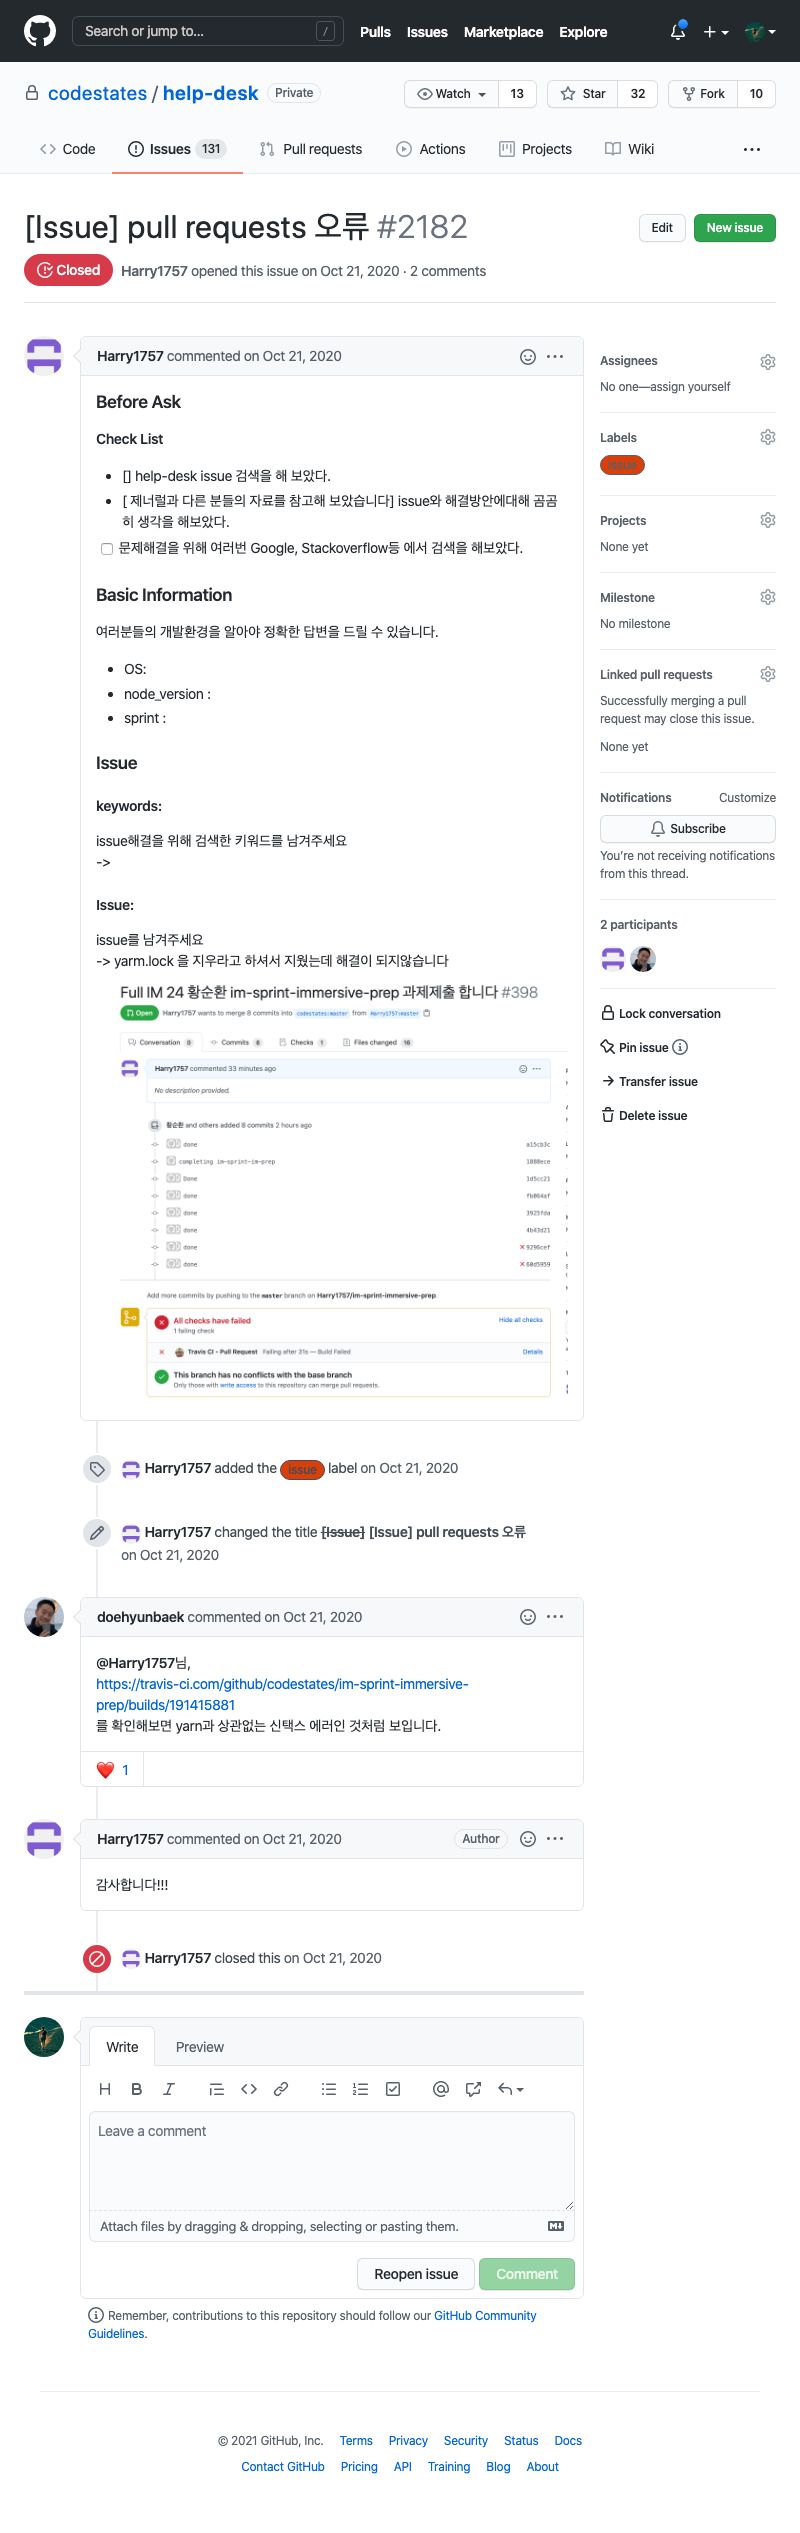 Search or jump to... /
Pulls Issues Marketplace Explore
codestates / help-desk Private
Watch 13 Star 32 Fork 10
Code Issues 131 Pull requests Actions Projects Wiki
[Issue] pull requests 오류 #2182
Edit New issue
Closed Harry1757 opened this issue on Oct 21, 2020 · 2 comments
Harry1757 commented on Oct 21, 2020
Before Ask
Check List
[] help-desk issue 검색을 해 보았다.
[ 제너럴과 다른 분들의 자료를 참고해 보았습니다] issue와 해결방안에대해 곰곰
히 생각을 해보았다.
문제해결을 위해 여러번 Google, Stackoverflow등 에서 검색을 해보았다.
Basic Information
여러분들의 개발환경을 알아야 정확한 답변을 드릴 수 있습니다.
OS:
node_version :
sprint :
Issue
keywords:
issue해결을 위해 검색한 키워드를 남겨주세요
->
Issue:
issue를 남겨주세요
-> yarm.lock 을 지우라고 하셔서 지웠는데 해결이 되지않습니다
Full IM 24 황순환 im-sprint-immersive-prep 과제제출 합니다 #398
Open Harry1757 wants to merge 8 commits into codestates:master from Harry1757:master
Conversation 0 Commits 8 Checks 1 Files changed 16
Harry1757 commented 33 minutes ago
No description provided.
황순환 and others added 8 commits 2 hours ago
done a15cb3c
completing im-sprint-im-prep 1888ece
Done 1d5cc21
done fb064af
done 3925fda
done 4b43d21
done 9296cef
done 60d5959
Add more commits by pushing to the master branch on Harry1757/im-sprint-immersive-prep.
All checks have failed Hide all checks
1 failing check
Travis CI - Pull Request Failing after 31s — Build Failed Details
This branch has no conflicts with the base branch
Only those with write access to this repository can merge pull requests.
Harry1757 added the issue label on Oct 21, 2020
Harry1757 changed the title [Issue] [Issue] pull requests 오류
on Oct 21, 2020
doehyunbaek commented on Oct 21, 2020
@Harry1757님,
https://travis-ci.com/github/codestates/im-sprint-immersive-
prep/builds/191415881
를 확인해보면 yarn과 상관없는 신택스 에러인 것처럼 보입니다.
1
Harry1757 commented on Oct 21, 2020 Author
감사합니다!!!
Harry1757 closed this on Oct 21, 2020
Write Preview
Leave a comment
Attach files by dragging & dropping, selecting or pasting them.
Reopen issue Comment
Remember, contributions to this repository should follow our GitHub Community
Guidelines.
Assignees
No one—assign yourself
Labels
issue
Projects
None yet
Milestone
No milestone
Linked pull requests
Successfully merging a pull
request may close this issue.
None yet
Notifications Customize
Subscribe
You're not receiving notifications
from this thread.
2 participants
Lock conversation
Pin issue
Transfer issue
Delete issue
© 2021 GitHub, Inc. Terms Privacy Security Status Docs
Contact GitHub Pricing API Training Blog About